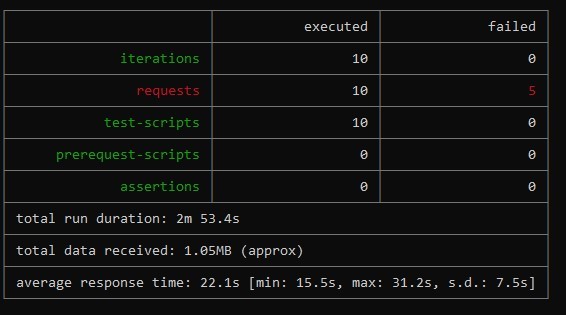 executed failed
iterations 10 0
requests 10 5
test-scripts 10 0
prerequest-scripts 0 0
assertions 0 0
total run duration: 2m 53.4s
total data received: 1.05MB (approx)
average response time: 22.1s [min: 15.5s, max: 31.2s, s.d.: 7.5s]